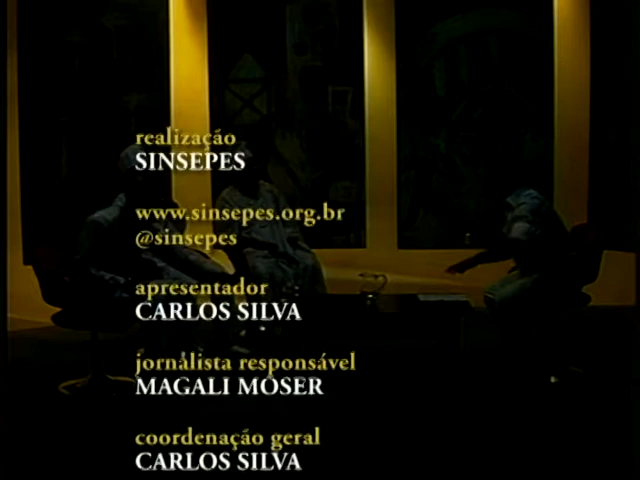 realização
SINSEPES
www.sinsepes.org.br
@sinsepes
apresentador
CARLOS SILVA
jornalista responsável
MAGALI MOSER
coordenação geral
CARLOS SILVA